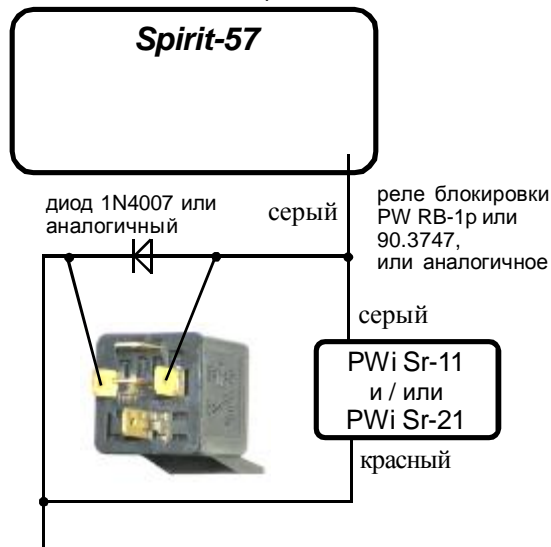 Spirit-57
диод 1N4007 или
аналогичный
серый
реле блокировки
PW RB-1p или
90.3747,
или аналогичное
серый
PWi Sr-11
и / или
PWi Sr-21
красный